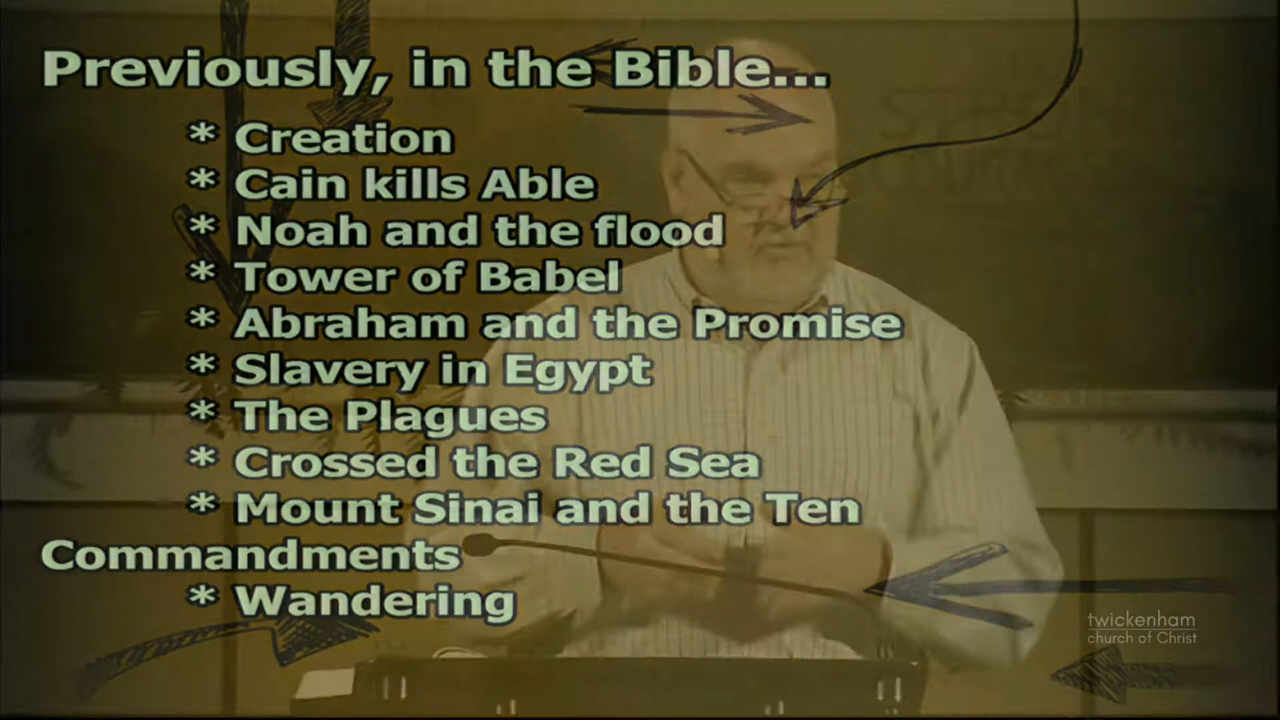 Previously, in the Bible...
* Creation
* Cain kills Able
* Noah and the flood
* Tower of Babel
* Abraham and the Promise
* Slavery in Egypt
* The Plagues
* Crossed the Red Sea
* Mount Sinai and the Ten
Commandments
* Wandering
twickenham
church of Christ